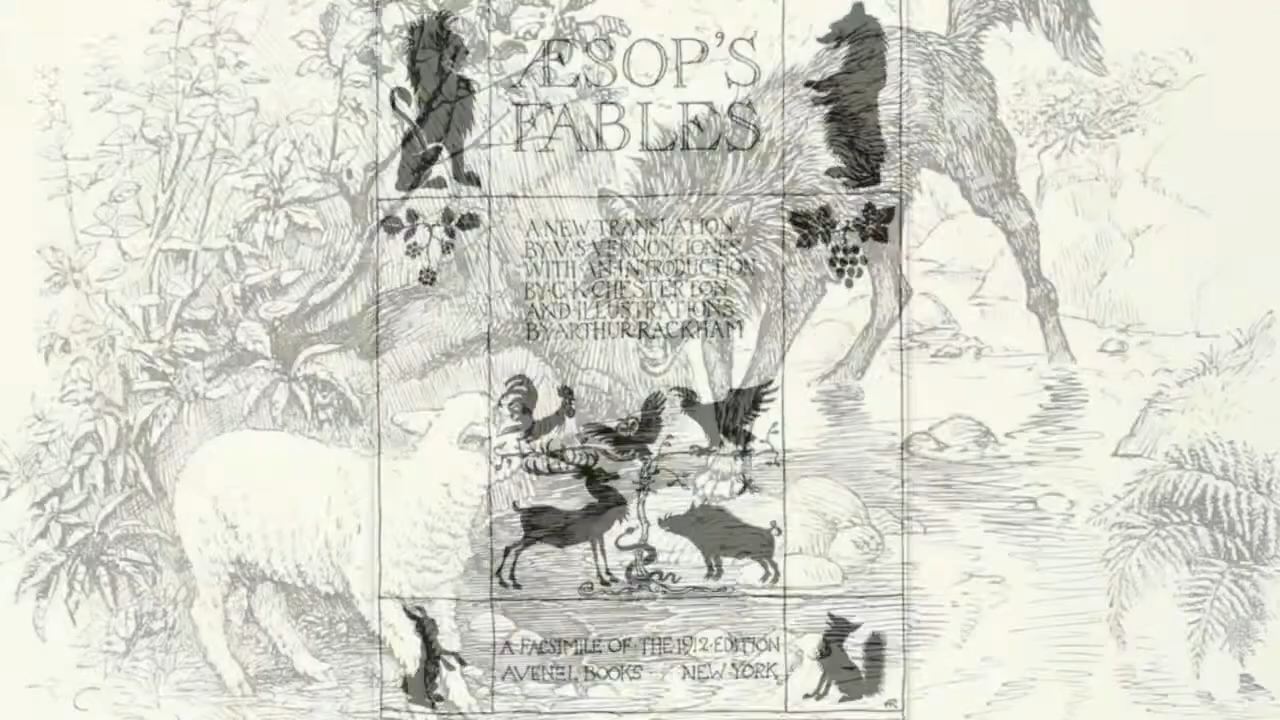 ÆSOP'S
FABLES
A NEW TRANSLATION
BY V·S·VERNON·JONES
WITH AN INTRODUCTION
BY G·K·CHESTERTON
AND ILLUSTRATIONS
BY ARTHUR RACKHAM
A FACSIMILE OF THE 1912 EDITION
AVENEL BOOKS · NEW YORK